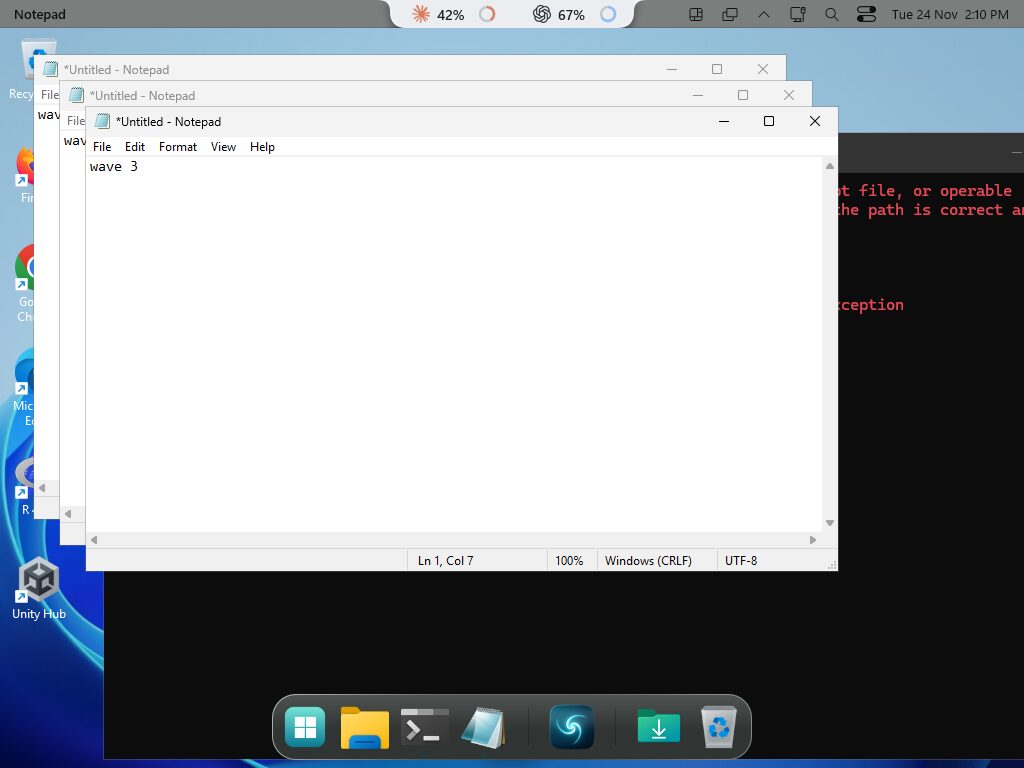 Notepad
42%
67%
Tue 24 Nov 2:10 PM
*Untitled - Notepad
File
*Untitled - Notepad
File
*Untitled - Notepad
File Edit Format View Help
wave 3
file, or operable
path is correct
Ln 1, Col 7
100%
Windows (CRLF)
UTF-8
Unity Hub